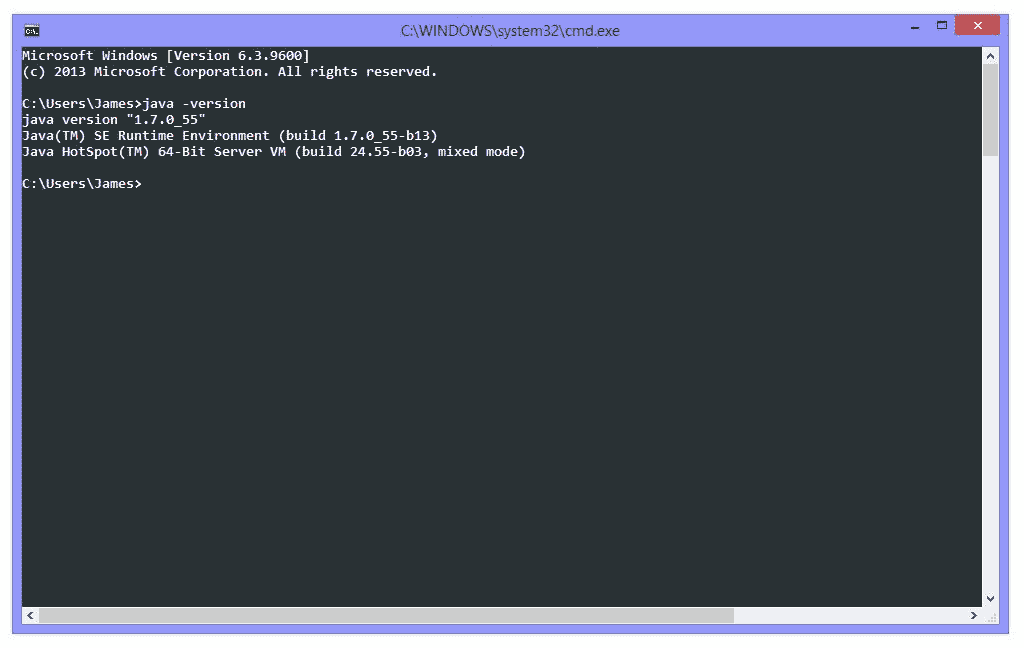 C:\WINDOWS\system32\cmd.exe
Microsoft Windows [Version 6.3.9600]
(c) 2013 Microsoft Corporation. All rights reserved.
C:\Users\James>java -version
java version "1.7.0_55"
Java(TM) SE Runtime Environment (build 1.7.0_55-b13)
Java HotSpot(TM) 64-Bit Server VM (build 24.55-b03, mixed mode)
C:\Users\James>